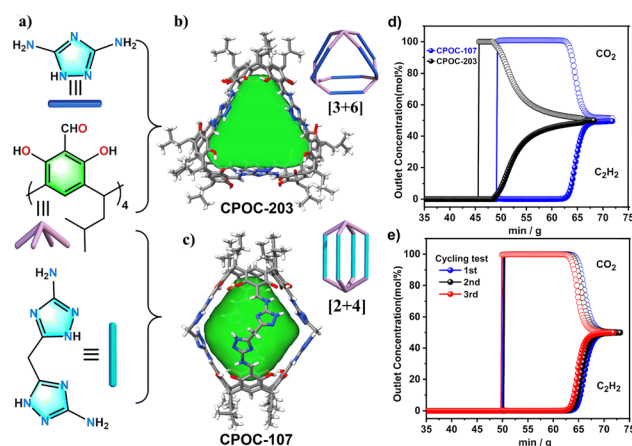 a)
H₂N
N
NH₂
N
HN
N
CHO
HO
OH
4
NH₂
N
N
NH
N
N
N
HN
N
NH₂
b)
[3+6]
CPOC-203
c)
[2+4]
CPOC-107
d)
Outlet Concentration(mol%)
100
80
60
40
20
0
CPOC-107
CPOC-203
CO₂
C₂H₂
35 40 45 50 55 60 65 70 75
min / g
e)
Outlet Concentration(mol%)
100
80
60
40
20
0
Cycling test
1st
2nd
3rd
CO₂
C₂H₂
35 40 45 50 55 60 65 70 75
min / g